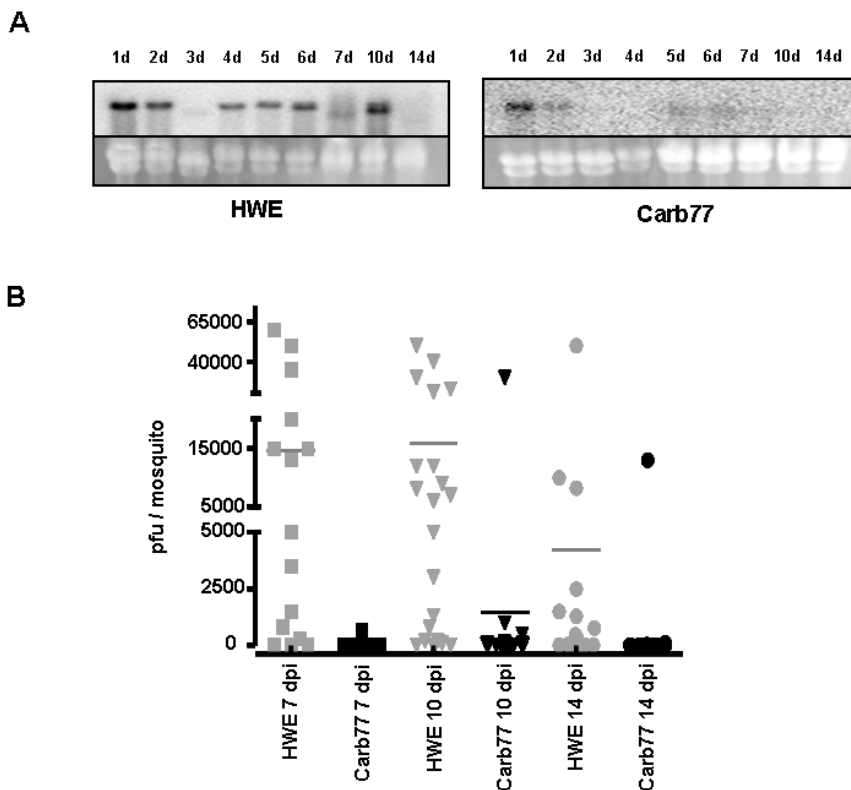 A
1d 2d 3d 4d 5d 6d 7d 10d 14d
1d 2d 3d 4d 5d 6d 7d 10d 14d
HWE
Carb77
B
65000
40000
15000
5000
5000
2500
0
pfu / mosquito
HWE 7 dpi
Carb77 7 dpi
HWE 10 dpi
Carb77 10 dpi
HWE 14 dpi
Carb77 14 dpi